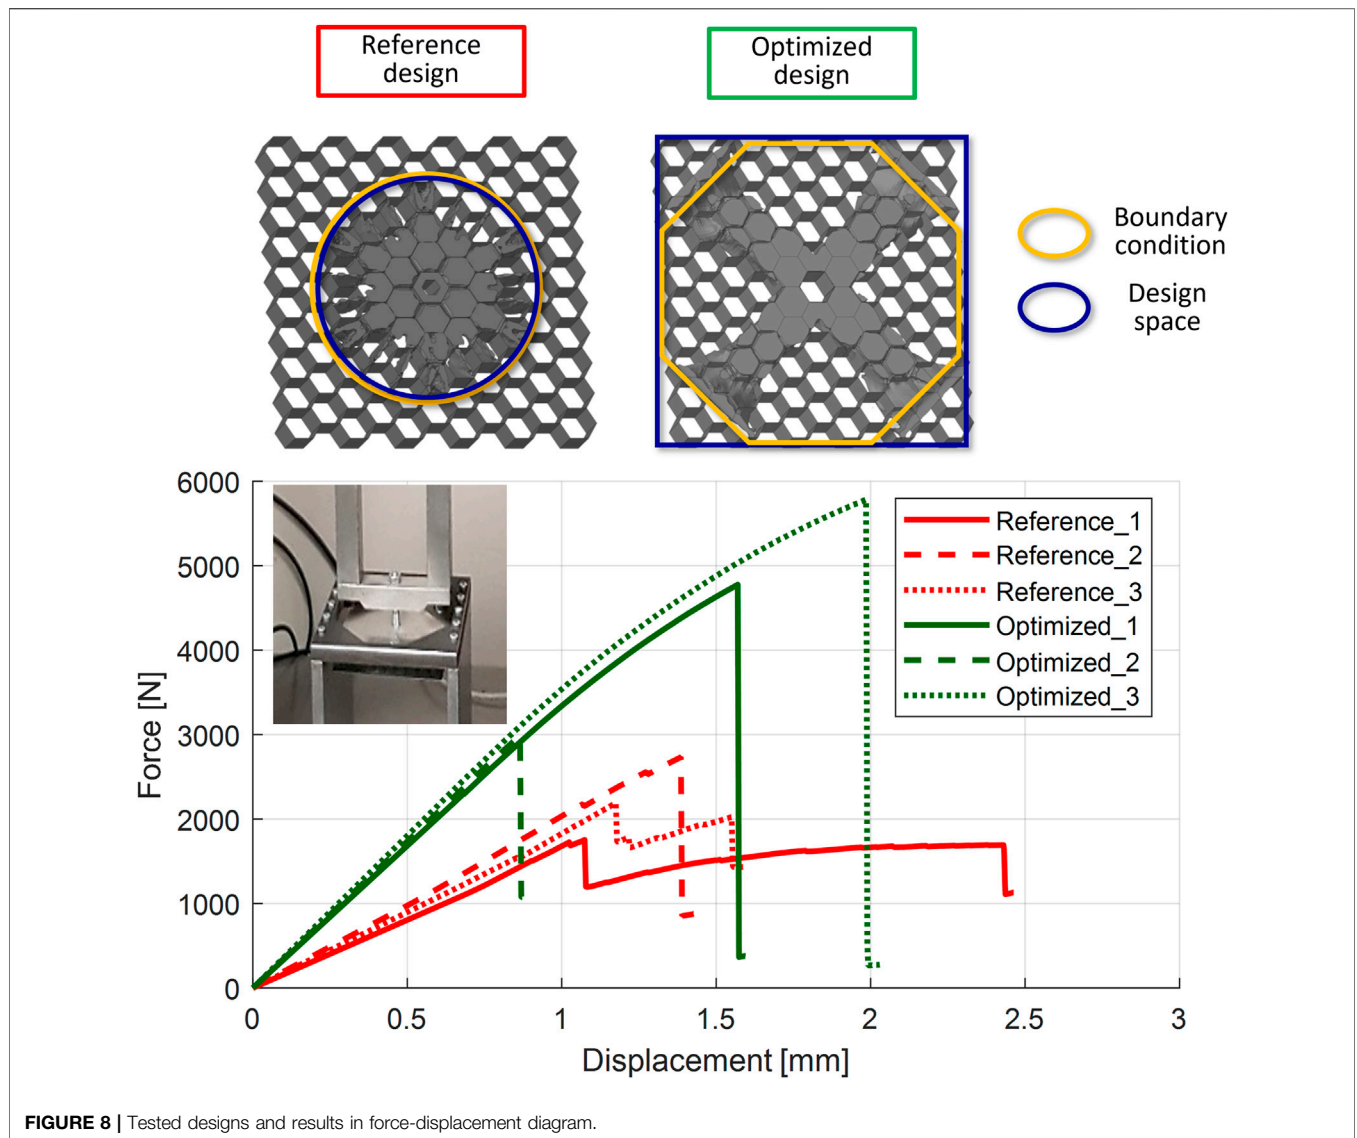 Reference
design
Optimized
design
Boundary
condition
Design
space
6000
5000
4000
3000
2000
1000
0
Force [N]
0
0.5
1
1.5
2
2.5
3
Displacement [mm]
Reference_1
Reference_2
Reference_3
Optimized_1
Optimized_2
Optimized_3
FIGURE 8 | Tested designs and results in force-displacement diagram.